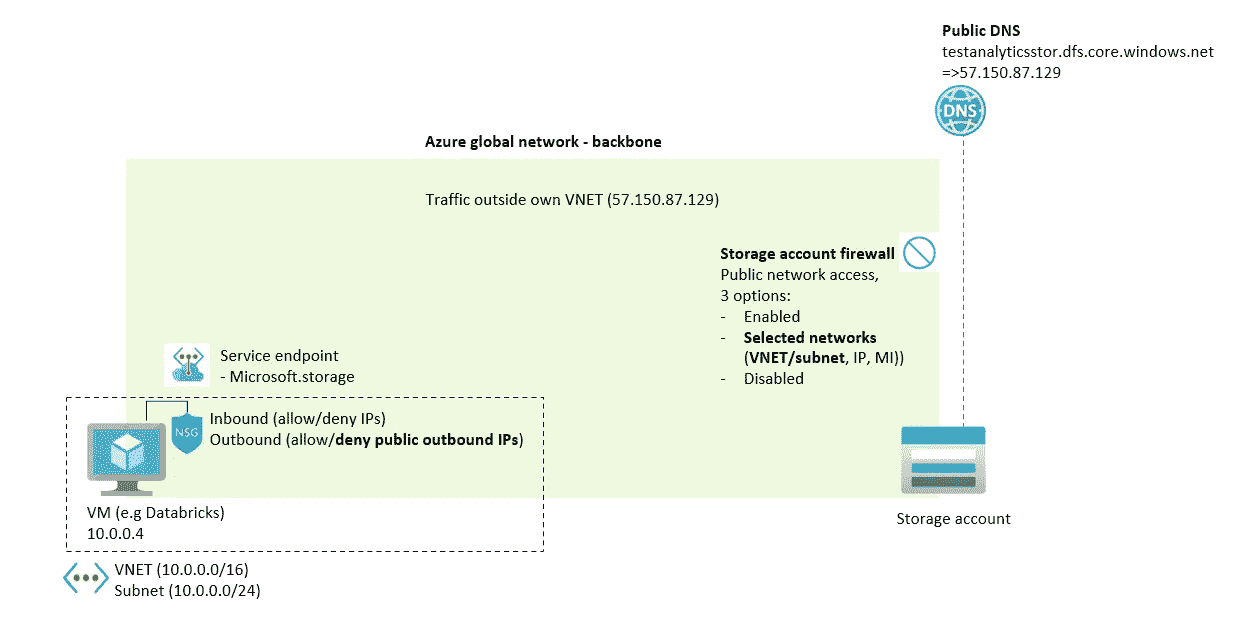 Public DNS
testanalyticsstor.dfs.core.windows.net
=>57.150.87.129
DNS
Azure global network - backbone
Traffic outside own VNET (57.150.87.129)
Storage account firewall
Public network access,
3 options:
- Enabled
- Selected networks
(VNET/subnet, IP, MI))
- Disabled
Service endpoint
- Microsoft.storage
NSG
Inbound (allow/deny IPs)
Outbound (allow/deny public outbound IPs)
VM (e.g Databricks)
10.0.0.4
Storage account
VNET (10.0.0.0/16)
Subnet (10.0.0.0/24)